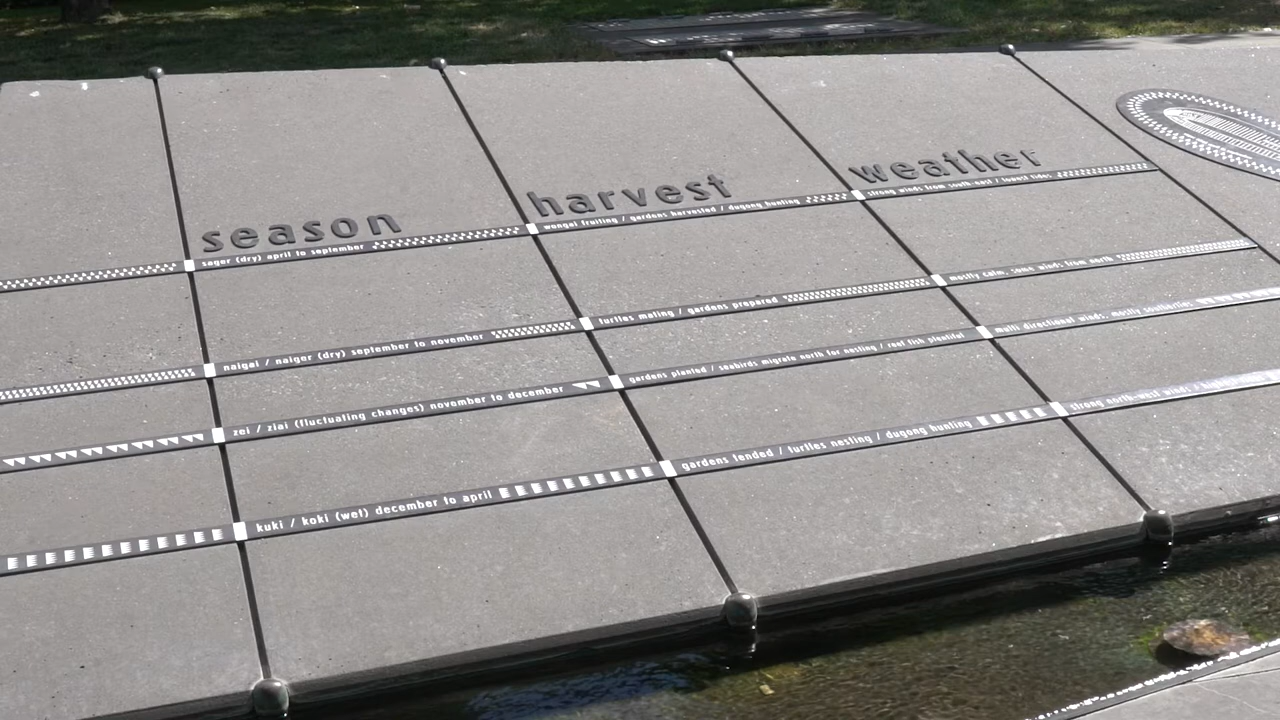 season
harvest
weather
sager (dry) april to september
wongai fruiting / gardens harvested / dugong hunting
strong winds from south-east / lowest tides
naigai / naiger (dry) september to november
turtles mating / gardens prepared
mostly calm, some winds from north
zei / ziai (fluctuating changes) november to december
gardens planted / seabirds migrate north for nesting / reef fish plentiful
multi directional winds, mostly southerlies
kuki / koki (wet) december to april
gardens tended / turtles nesting / dugong hunting
strong north-west winds